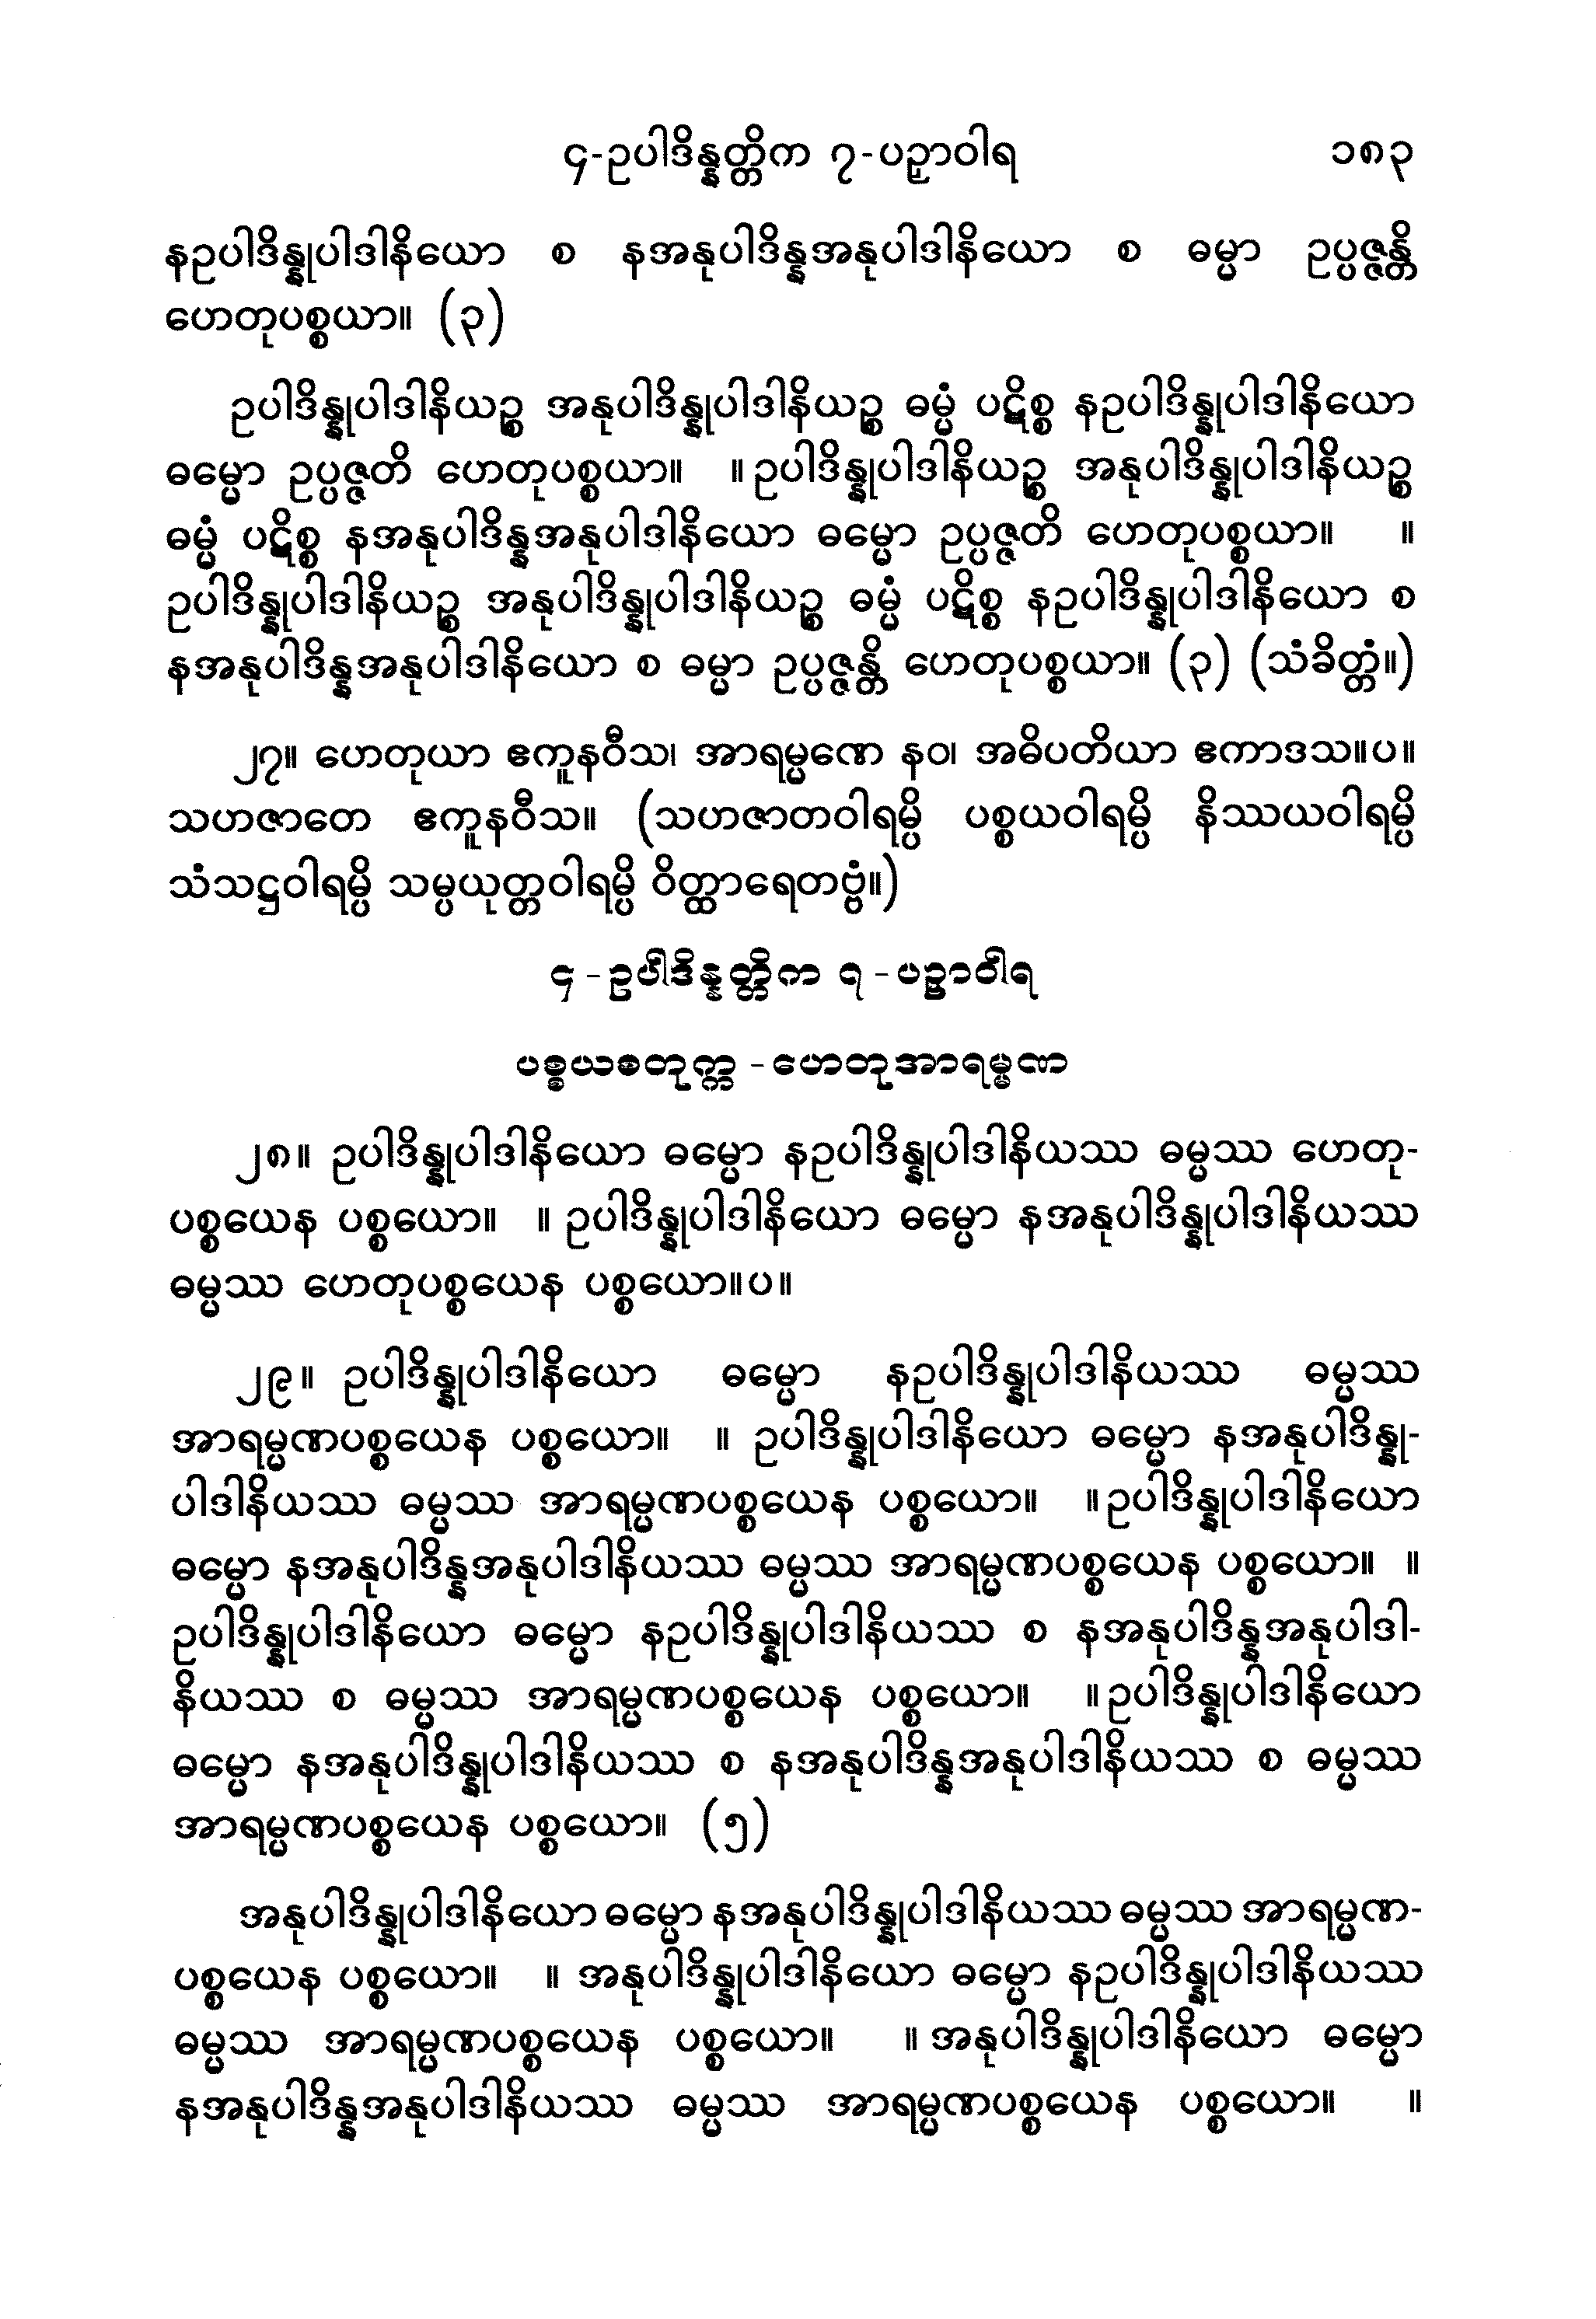 ၄-ဥပါဒိန္နတ္တိက ၇-ပဉှာဝါရ ၁၈၃
နဥပါဒိန္နုပါဒါနိယော စ နအနုပါဒိန္နအနုပါဒါနိယော စ ဓမ္မာ ဥပ္ပဇ္ဇန္တိ
ဟေတုပစ္စယာ။ (၃)
ဥပါဒိန္နုပါဒါနိယဉ္စ အနုပါဒိန္နုပါဒါနိယဉ္စ ဓမ္မံ ပဋိစ္စ နဥပါဒိန္နုပါဒါနိယော
ဓမ္မော ဥပ္ပဇ္ဇတိ ဟေတုပစ္စယာ။ ။ဥပါဒိန္နုပါဒါနိယဉ္စ အနုပါဒိန္နုပါဒါနိယဉ္စ
ဓမ္မံ ပဋိစ္စ နအနုပါဒိန္နအနုပါဒါနိယော ဓမ္မော ဥပ္ပဇ္ဇတိ ဟေတုပစ္စယာ။ ။
ဥပါဒိန္နုပါဒါနိယဉ္စ အနုပါဒိန္နုပါဒါနိယဉ္စ ဓမ္မံ ပဋိစ္စ နဥပါဒိန္နုပါဒါနိယော စ
နအနုပါဒိန္နအနုပါဒါနိယော စ ဓမ္မာ ဥပ္ပဇ္ဇန္တိ ဟေတုပစ္စယာ။ (၃) (သံခိတ္တံ။)
၂၇။ ဟေတုယာ ဧကူနဝီသ၊ အာရမ္မဏေ နဝ၊ အဓိပတိယာ ဧကာဒသ။ပ။
သဟဇာတေ ဧကူနဝီသ။ (သဟဇာတဝါရမ္ပိ ပစ္စယဝါရမ္ပိ နိဿယဝါရမ္ပိ
သံသဋ္ဌဝါရမ္ပိ သမ္ပယုတ္တဝါရမ္ပိ ဝိတ္ထာရေတဗ္ဗံ။)
၄-ဥပါဒိန္နတ္တိက ၇-ပဉှာဝါရ
ပစ္စယစတုက္က-ဟေတုအာရမ္မဏ
၂၈။ ဥပါဒိန္နုပါဒါနိယော ဓမ္မော နဥပါဒိန္နုပါဒါနိယဿ ဓမ္မဿ ဟေတု-
ပစ္စယေန ပစ္စယော။ ။ဥပါဒိန္နုပါဒါနိယော ဓမ္မော နအနုပါဒိန္နုပါဒါနိယဿ
ဓမ္မဿ ဟေတုပစ္စယေန ပစ္စယော။ပ။
၂၉။ ဥပါဒိန္နုပါဒါနိယော ဓမ္မော နဥပါဒိန္နုပါဒါနိယဿ ဓမ္မဿ
အာရမ္မဏပစ္စယေန ပစ္စယော။ ။ ဥပါဒိန္နုပါဒါနိယော ဓမ္မော နအနုပါဒိန္နု-
ပါဒါနိယဿ ဓမ္မဿ အာရမ္မဏပစ္စယေန ပစ္စယော။ ။ဥပါဒိန္နုပါဒါနိယော
ဓမ္မော နအနုပါဒိန္နအနုပါဒါနိယဿ ဓမ္မဿ အာရမ္မဏပစ္စယေန ပစ္စယော။ ။
ဥပါဒိန္နုပါဒါနိယော ဓမ္မော နဥပါဒိန္နုပါဒါနိယဿ စ နအနုပါဒိန္နအနုပါဒါ-
နိယဿ စ ဓမ္မဿ အာရမ္မဏပစ္စယေန ပစ္စယော။ ။ဥပါဒိန္နုပါဒါနိယော
ဓမ္မော နအနုပါဒိန္နုပါဒါနိယဿ စ နအနုပါဒိန္နအနုပါဒါနိယဿ စ ဓမ္မဿ
အာရမ္မဏပစ္စယေန ပစ္စယော။ (၅)
အနုပါဒိန္နုပါဒါနိယော ဓမ္မော နအနုပါဒိန္နုပါဒါနိယဿ ဓမ္မဿ အာရမ္မဏ-
ပစ္စယေန ပစ္စယော။ ။ အနုပါဒိန္နုပါဒါနိယော ဓမ္မော နဥပါဒိန္နုပါဒါနိယဿ
ဓမ္မဿ အာရမ္မဏပစ္စယေန ပစ္စယော။ ။အနုပါဒိန္နုပါဒါနိယော ဓမ္မော
နအနုပါဒိန္နအနုပါဒါနိယဿ ဓမ္မဿ အာရမ္မဏပစ္စယေန ပစ္စယော။ ။